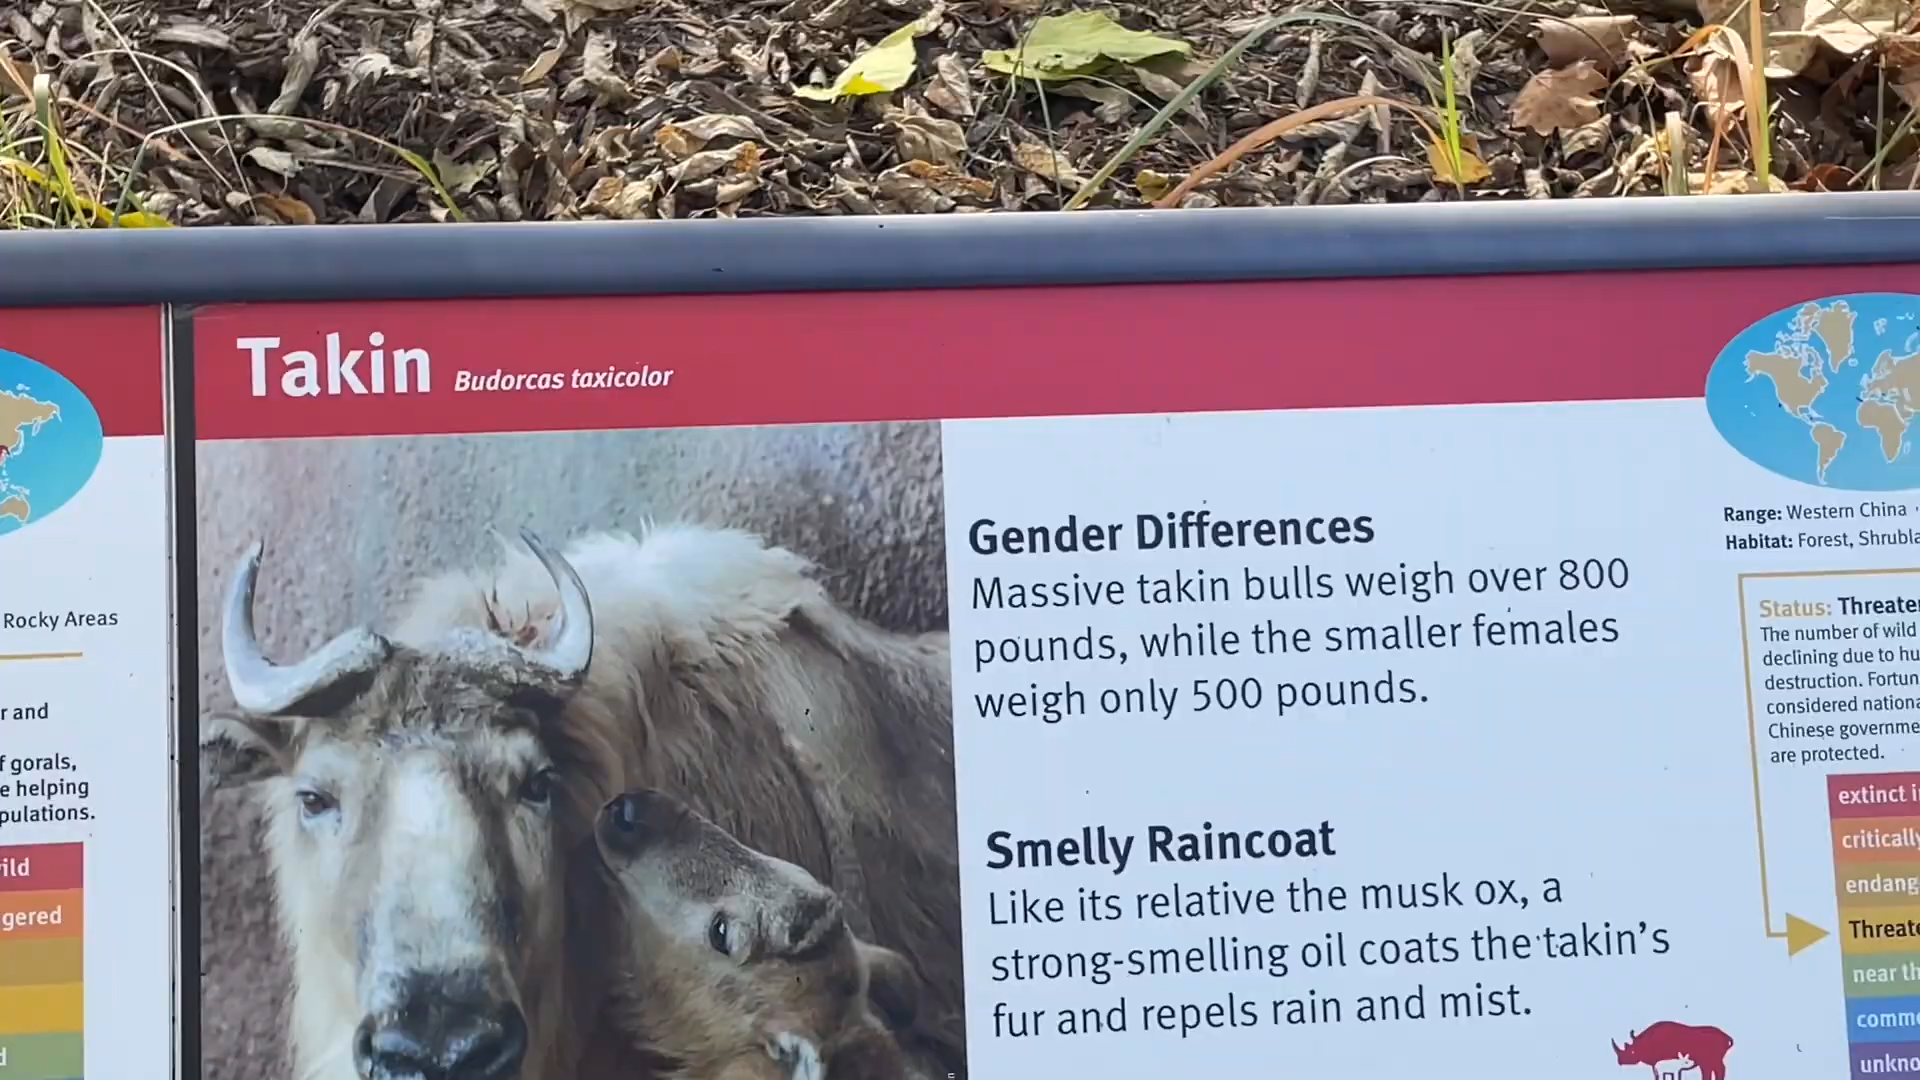 Takin Budorcas taxicolor
Rocky Areas
r and
f gorals,
e helping
pulations.
ild
gered
d
Gender Differences
Massive takin bulls weigh over 800
pounds, while the smaller females
weigh only 500 pounds.
Smelly Raincoat
Like its relative the musk ox, a
strong-smelling oil coats the takin's
fur and repels rain and mist.
Range: Western China
Habitat: Forest, Shrubla
Status: Threate
The number of wild
declining due to hu
destruction. Fortun
considered nationa
Chinese governme
are protected.
extinct i
critically
endang
Threate
near th
comm
unkno